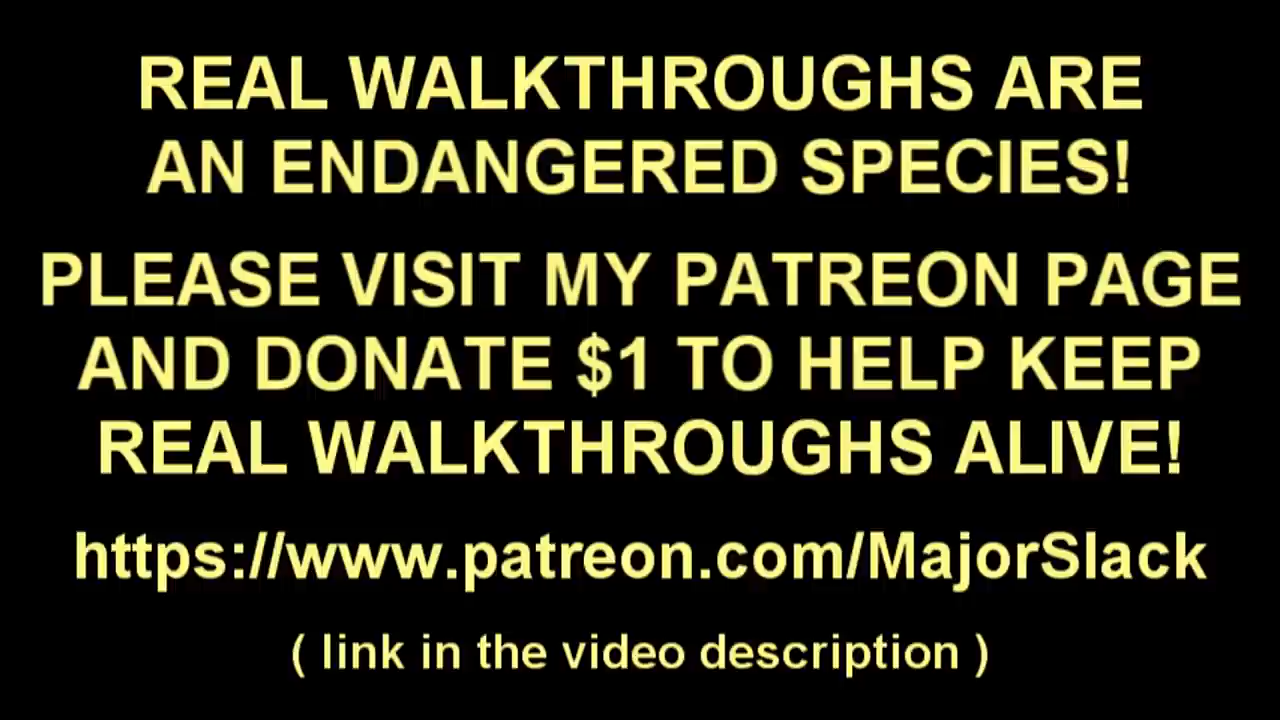 REAL WALKTHROUGHS ARE
AN ENDANGERED SPECIES!
PLEASE VISIT MY PATREON PAGE
AND DONATE $1 TO HELP KEEP
REAL WALKTHROUGHS ALIVE!
https://www.patreon.com/MajorSlack
( link in the video description )